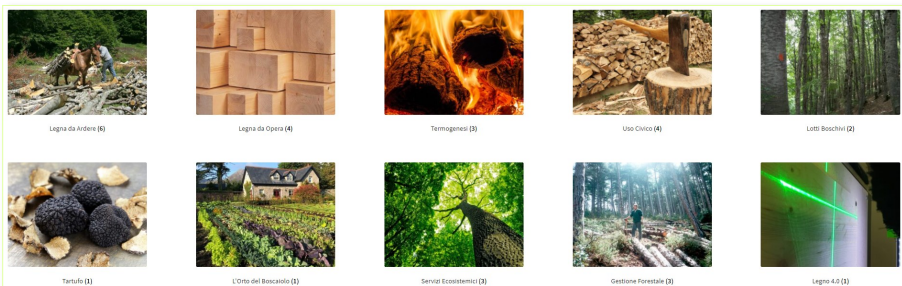 Legna da Ardere (6)
Legna da Opera (4)
Termogenesi (3)
Uso Civico (4)
Lotti Boschivi (2)
Tartufo (1)
L'Orto del Boscaiolo (1)
Servizi Ecosistemici (3)
Gestione Forestale (3)
Legno 4.0 (1)